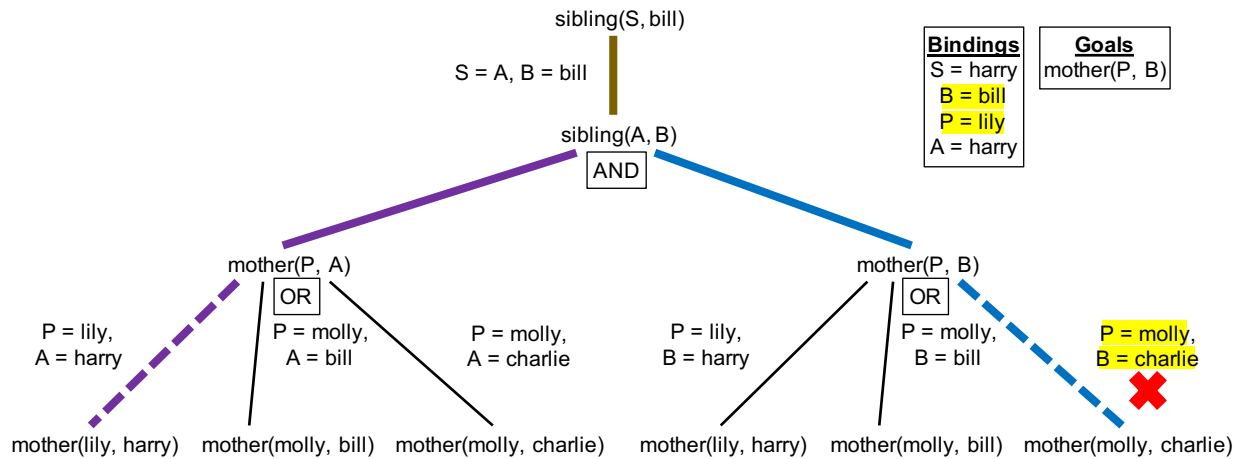 sibling(S, bill)
S = A, B = bill
Bindings
S = harry
B = bill
P = lily
A = harry
Goals
mother(P, B)
sibling(A, B)
AND
mother(P, A)
OR
mother(P, B)
OR
P = lily,
A = harry
P = molly,
A = bill
P = molly,
A = charlie
P = lily,
B = harry
P = molly,
B = bill
P = molly,
B = charlie
mother(lily, harry)
mother(molly, bill)
mother(molly, charlie)
mother(lily, harry)
mother(molly, bill)
mother(molly, charlie)